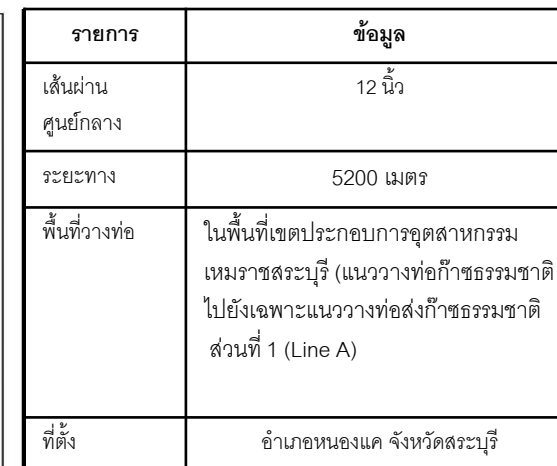 รายการ ข้อมูล
เส้นผ่าน 12 นิ้ว
ศูนย์กลาง
ระยะทาง 5200 เมตร
พื้นที่วางท่อ ในพื้นที่เขตประกอบการอุตสาหกรรม
เหมราชสระบุรี (แนววางท่อก๊าซธรรมชาติ
ไปยังเฉพาะแนววางท่อส่งก๊าซธรรมชาติ
ส่วนที่ 1 (Line A)
ที่ตั้ง อำเภอหนองแค จังหวัดสระบุรี